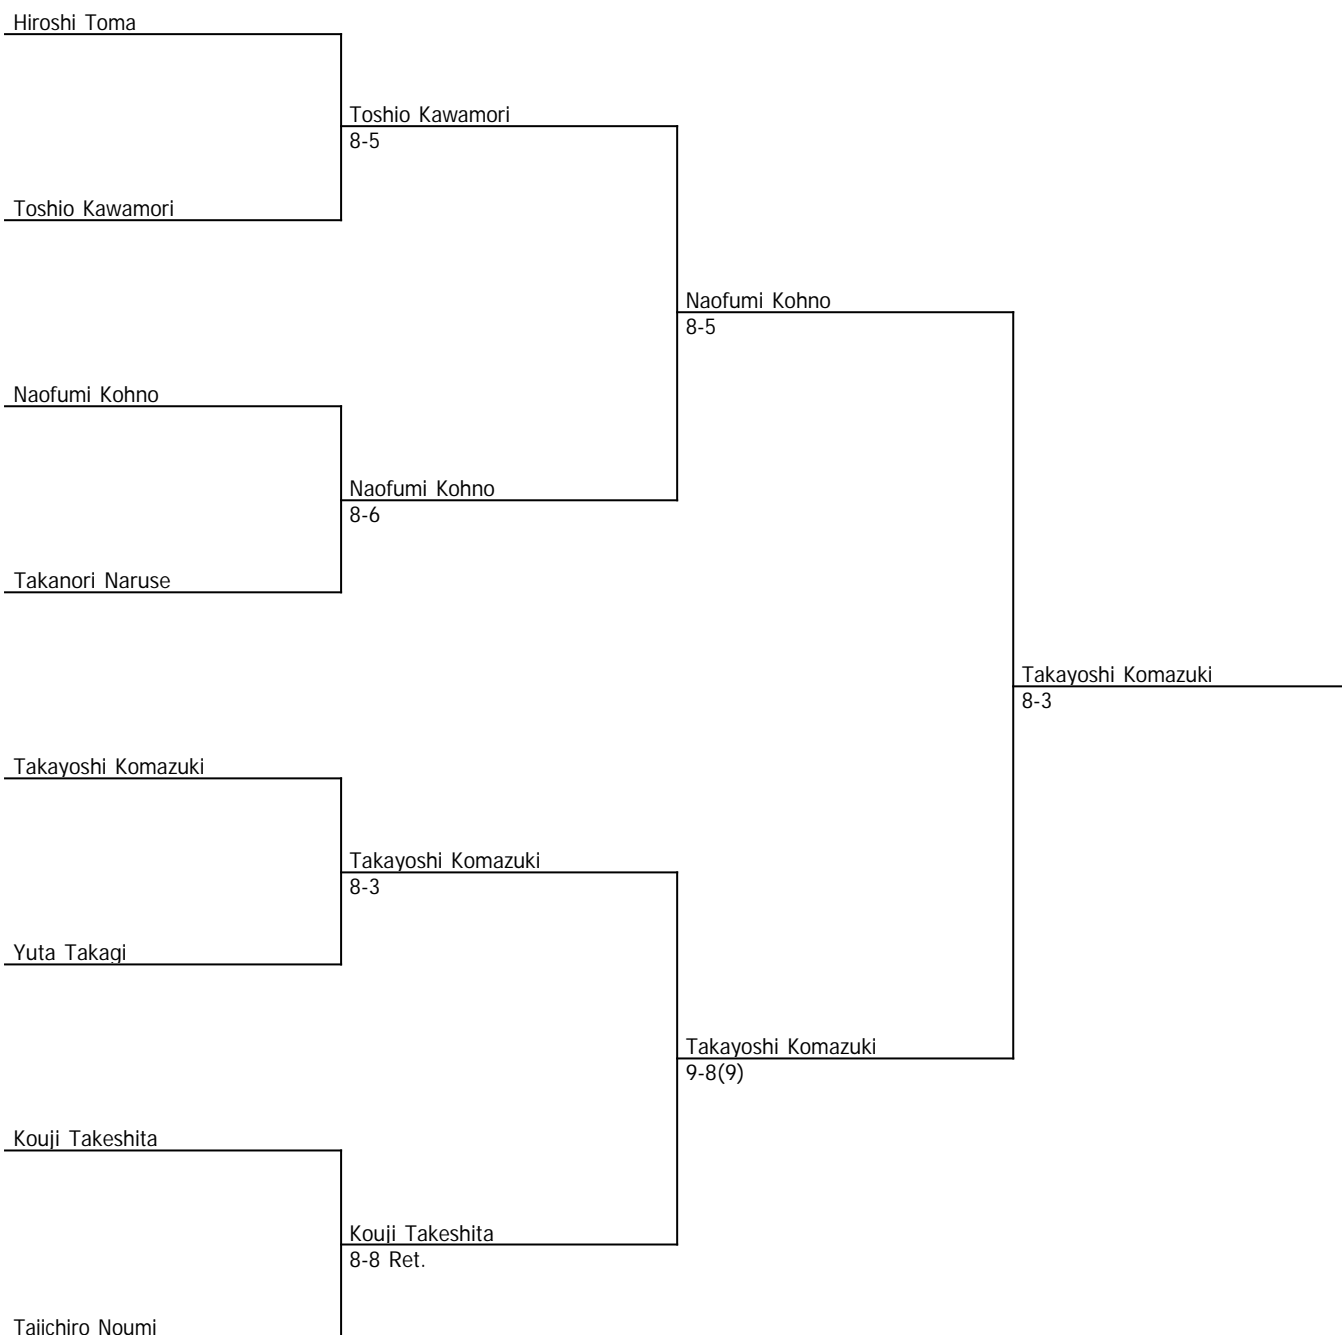 Hiroshi Toma
Toshio Kawamori
8-5
Toshio Kawamori
Naofumi Kohno
8-5
Naofumi Kohno
Naofumi Kohno
8-6
Takanori Naruse
Takayoshi Komazuki
8-3
Takayoshi Komazuki
Takayoshi Komazuki
8-3
Yuta Takagi
Takayoshi Komazuki
9-8(9)
Kouji Takeshita
Kouji Takeshita
8-8 Ret.
Taiichiro Noumi